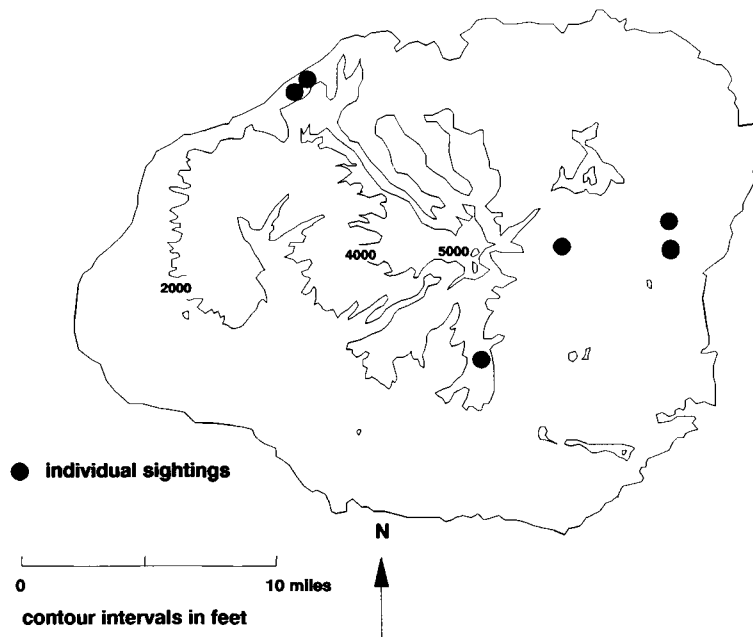 4000
5000
2000
individual sightings
N
0
10 miles
contour intervals in feet